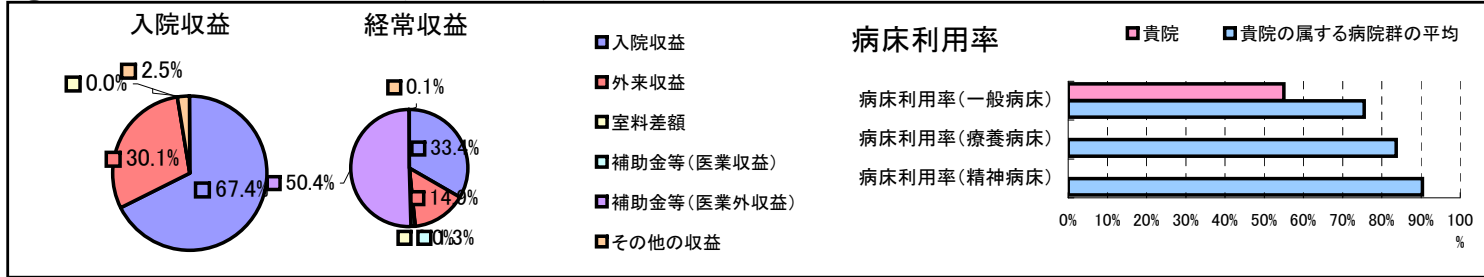 入院収益
2.5%
0.0%
30.1%
67.4%
経常収益
0.1%
33.4%
50.4%
14.9%
0.0%
1.3%
入院収益
外来収益
室料差額
補助金等(医業収益)
補助金等(医業外収益)
その他の収益
病床利用率
貴院
貴院の属する病院群の平均
病床利用率(一般病床)
病床利用率(療養病床)
病床利用率(精神病床)
0% 10% 20% 30% 40% 50% 60% 70% 80% 90% 100
%